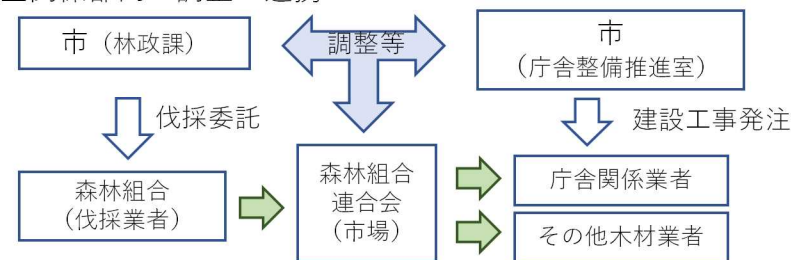 市（林政課）
調整等
市
（庁舎整備推進室）
伐採委託
建設工事発注
森林組合
（伐採業者）
森林組合
連合会
（市場）
庁舎関係業者
その他木材業者